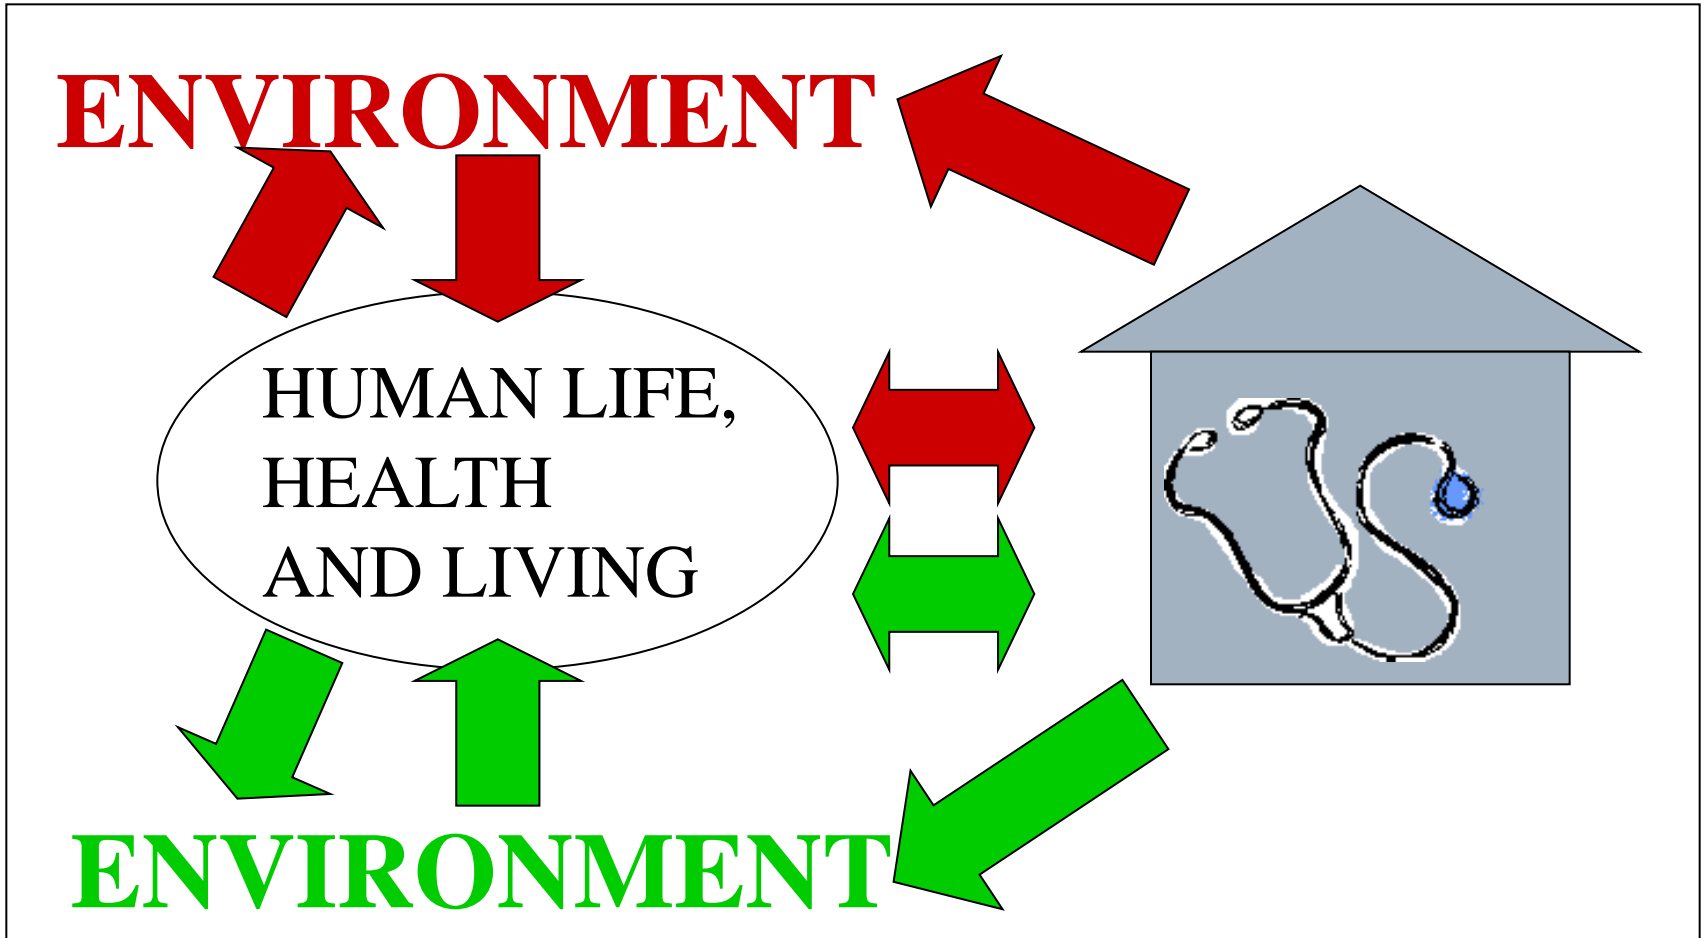 ENVIRONMENT
HUMAN LIFE,
HEALTH
AND LIVING
ENVIRONMENT